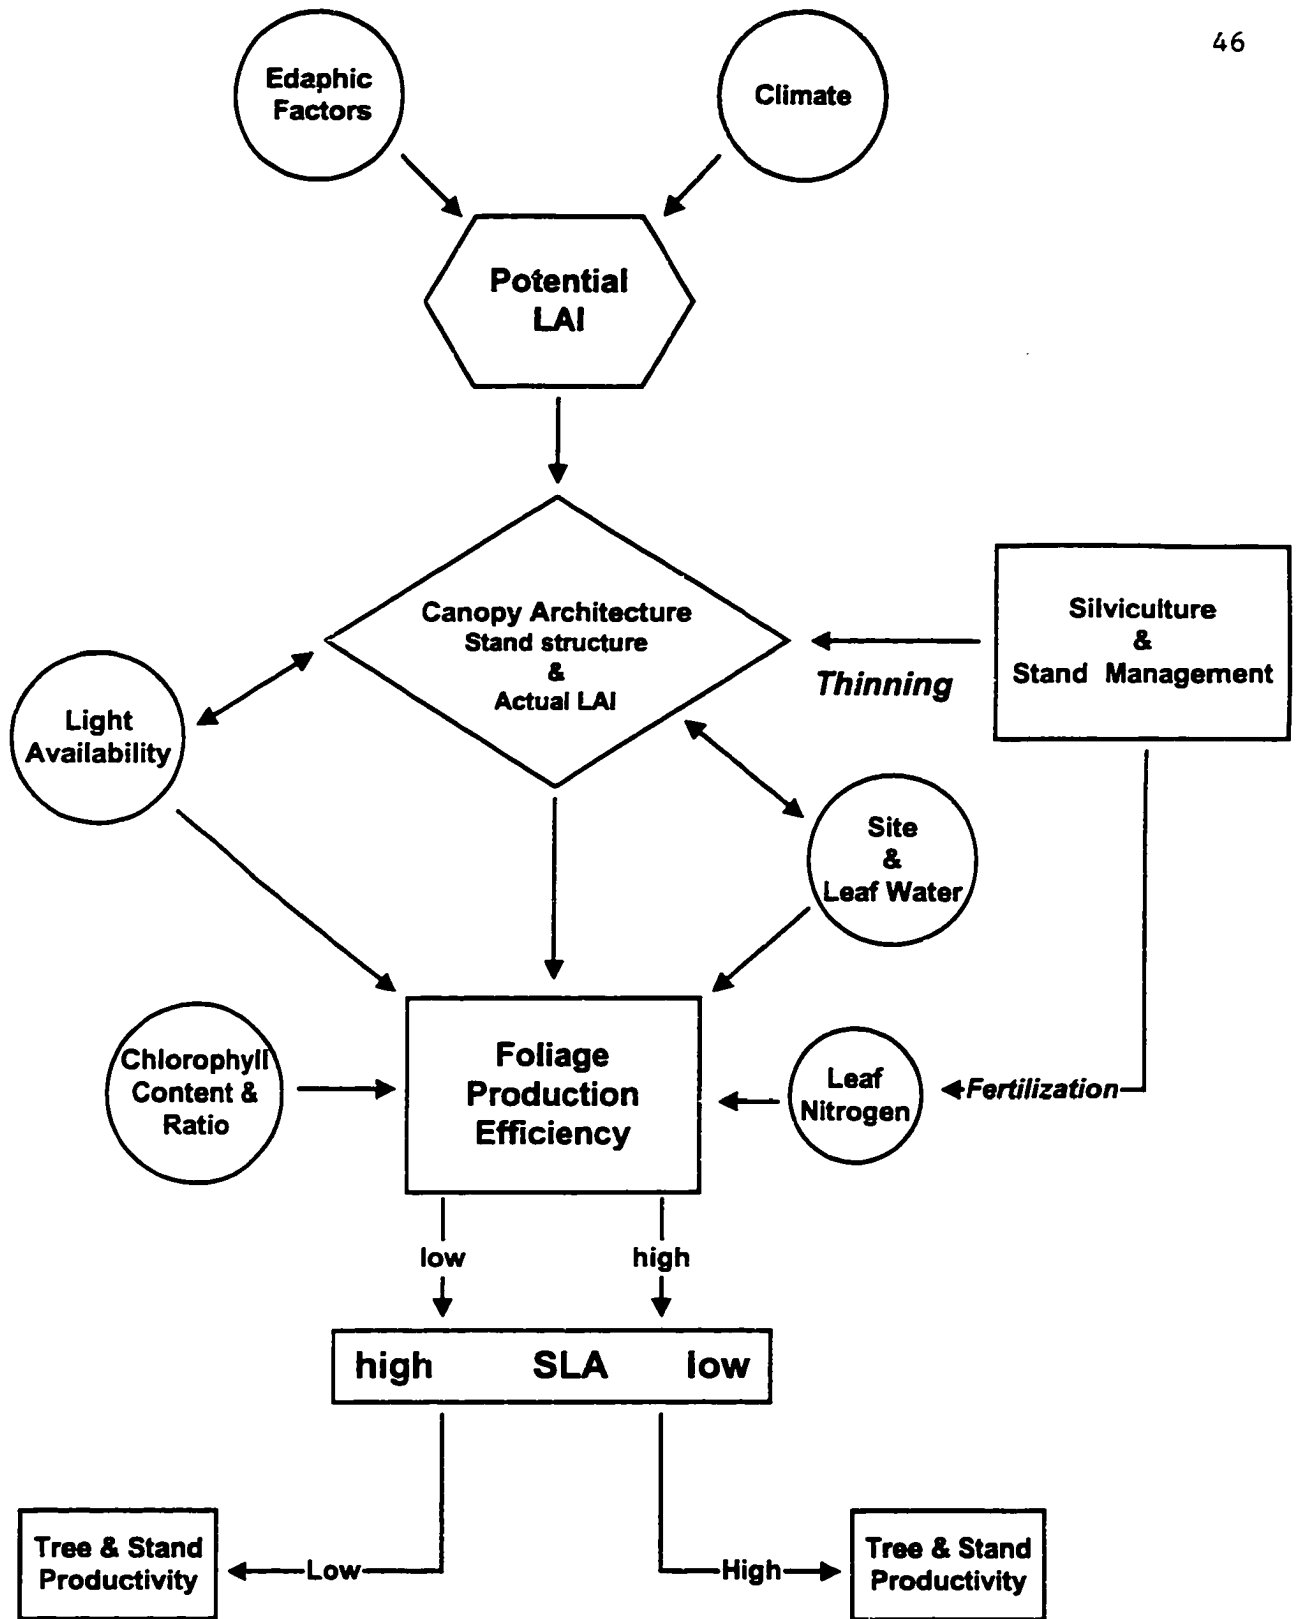 46
Edaphic
Factors
Climate
Potential
LAI
Canopy Architecture
Stand structure
&
Actual LAI
Silviculture
&
Stand Management
Thinning
Light
Availability
Site
&
Leaf Water
Chlorophyll
Content &
Ratio
Foliage
Production
Efficiency
Leaf
Nitrogen
Fertilization
low
high
high SLA low
Tree & Stand
Productivity
Low
High
Tree & Stand
Productivity